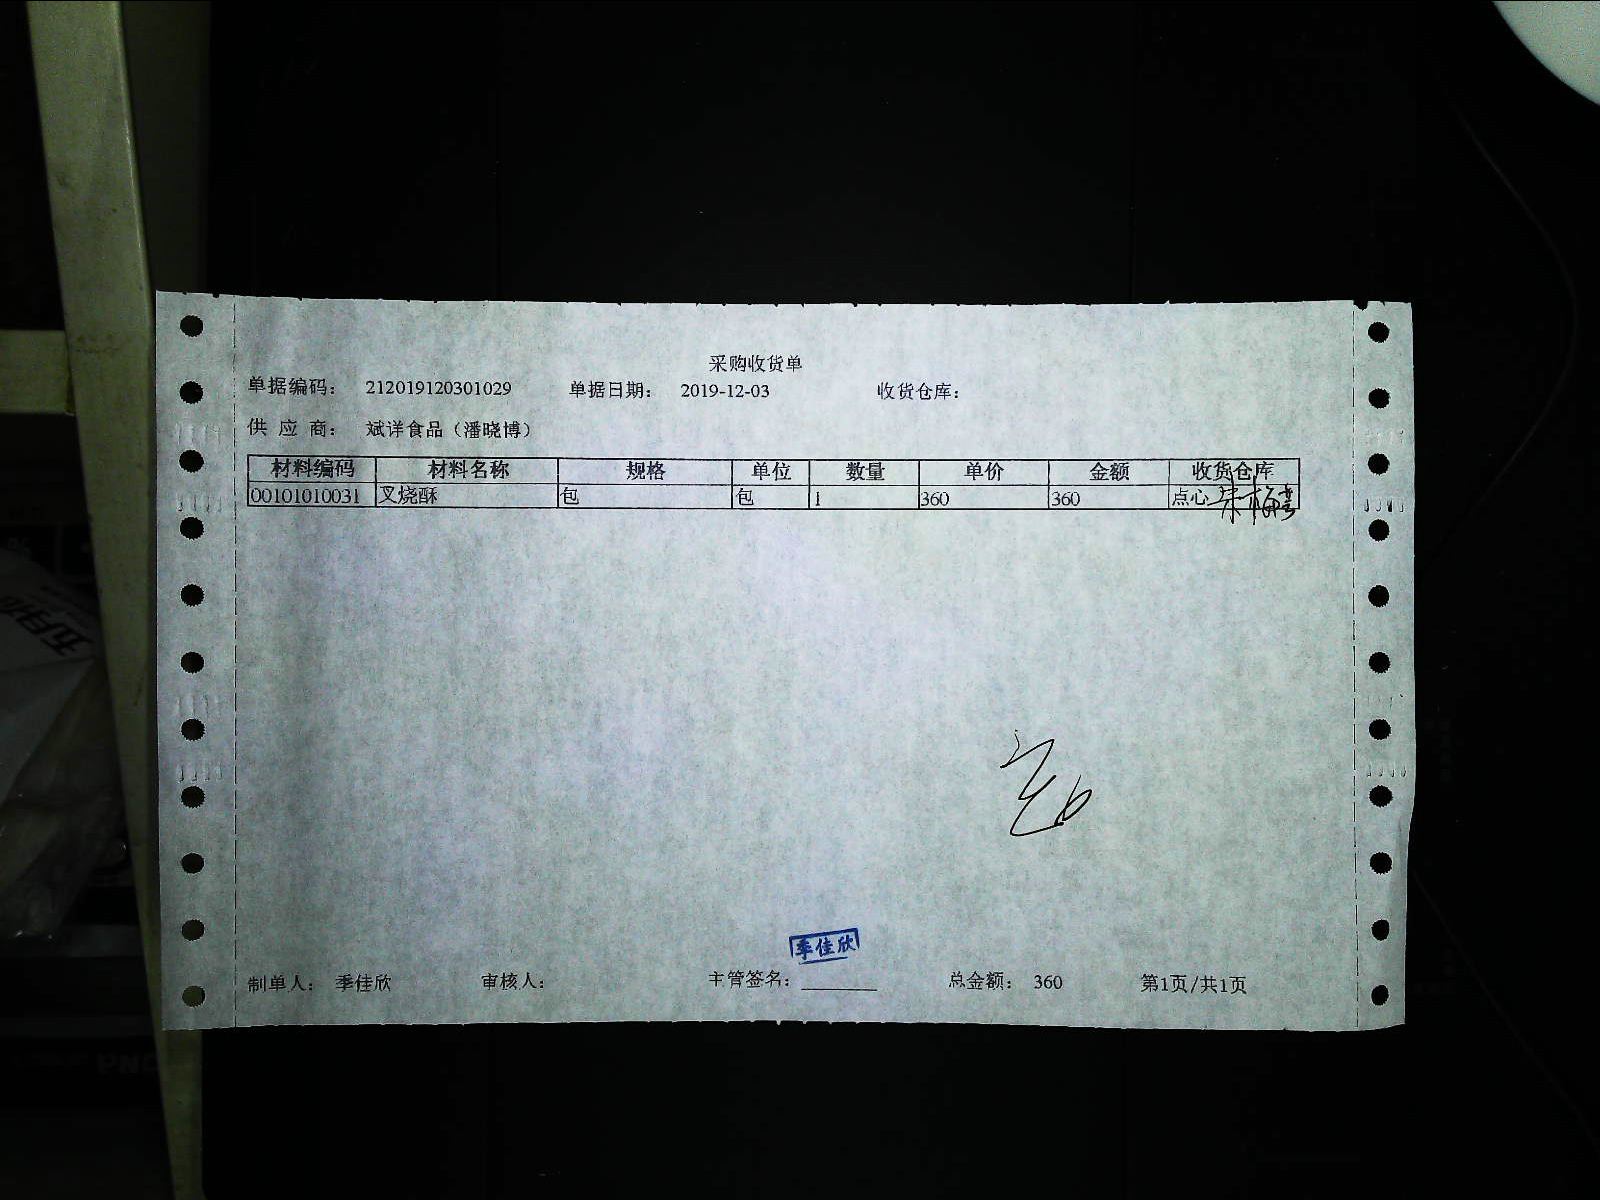 采购收货单
单据编码： 212019120301029 单据日期： 2019-12-03 收货仓库：
供 应 商： 斌详食品（潘晓博）
材料编码 材料名称 规格 单位 数量 单价 金额 收货仓库
00101010031 叉烧酥 包 包 1 360 360 点心
季佳欣
制单人： 季佳欣 审核人： 主管签名：________ 总金额： 360 第1页/共1页